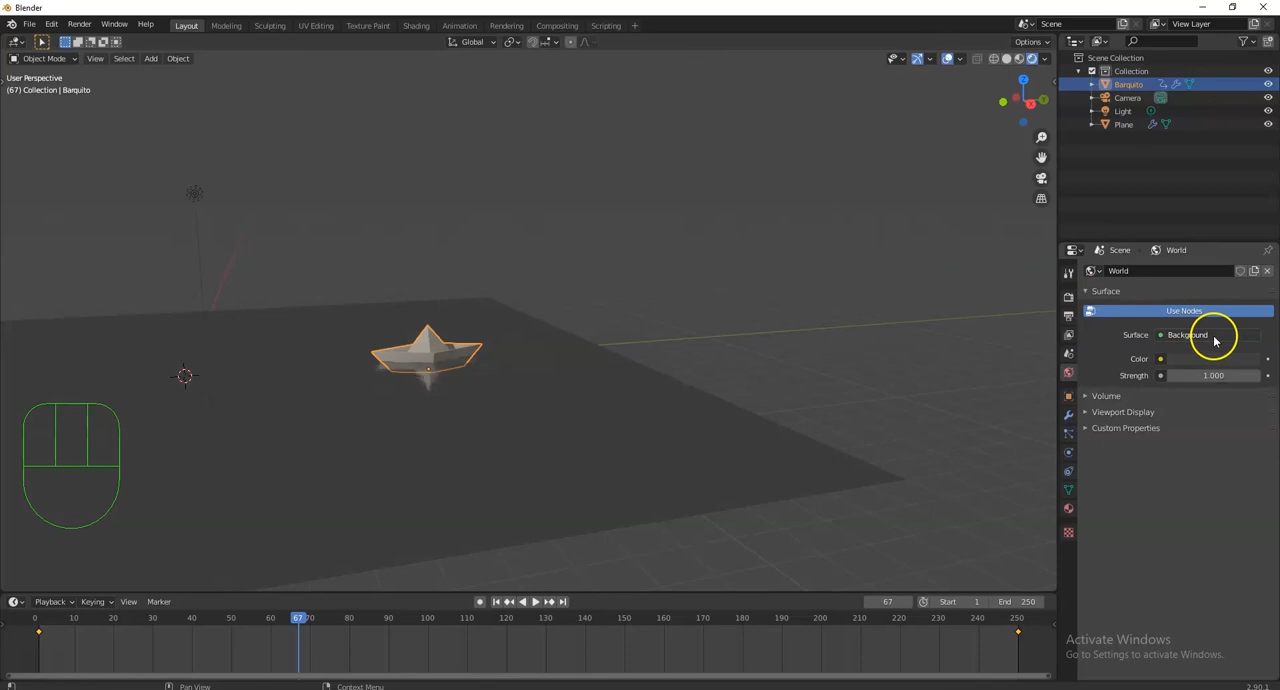 Blender
File Edit Render Window Help Layout Modeling Sculpting UV Editing Texture Paint Shading Animation Rendering Compositing Scripting + Scene View Layer
Global Options
Object Mode View Select Add Object
User Perspective
(67) Collection | Barquito
Z
X
Y
Scene Collection
Collection
Barquito
Camera
Light
Plane
Scene World
World
Surface
Use Nodes
Surface Background
Color
Strength 1.000
Volume
Viewport Display
Custom Properties
Playback Keying View Marker 67 Start 1 End 250
0 10 20 30 40 50 67 70 80 90 100 110 120 130 140 150 160 170 180 190 200 210 220 230 240 250
Activate Windows
Go to Settings to activate Windows.
Pan View Context Menu 2.90.1